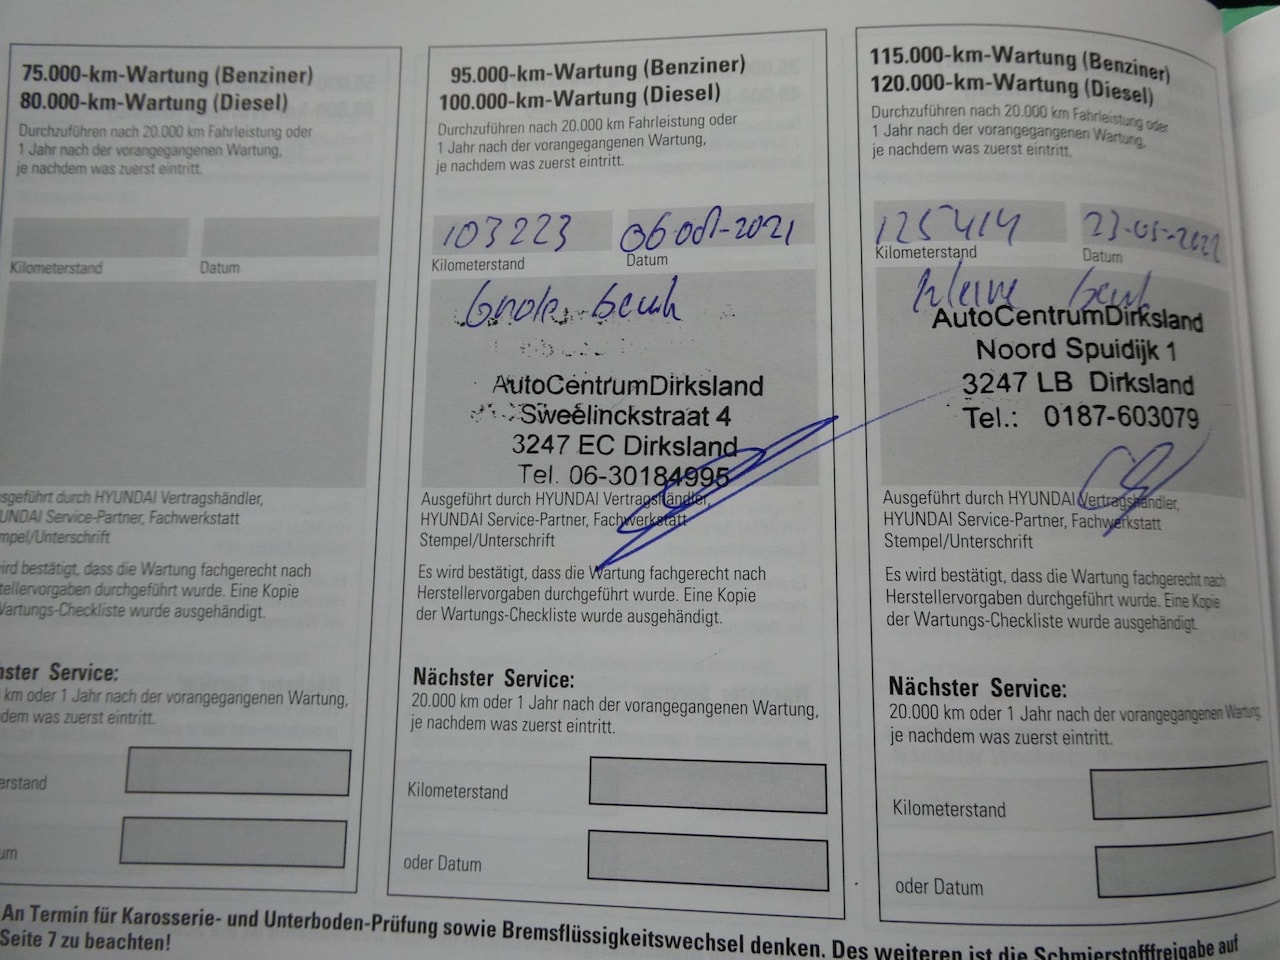 75.000-km-Wartung (Benziner)
80.000-km-Wartung (Diesel)
Durchzuführen nach 20.000 km Fahrleistung oder
1 Jahr nach der vorangegangenen Wartung,
je nachdem was zuerst eintritt.
Kilometerstand Datum
sgeführt durch HYUNDAI Vertragshändler,
UNDAI Service-Partner, Fachwerkstatt
mpel/Unterschrift
wird bestätigt, dass die Wartung fachgerecht nach
tellervorgaben durchgeführt wurde. Eine Kopie
Wartungs-Checkliste wurde ausgehändigt.
hster Service:
km oder 1 Jahr nach der vorangegangenen Wartung,
dem was zuerst eintritt.
erstand
um
95.000-km-Wartung (Benziner)
100.000-km-Wartung (Diesel)
Durchzuführen nach 20.000 km Fahrleistung oder
1 Jahr nach der vorangegangenen Wartung,
je nachdem was zuerst eintritt.
103223 06 okt-2021
Kilometerstand Datum
Grote beurt
AutoCentrumDirksland
Sweelinckstraat 4
3247 EC Dirksland
Tel. 06-30184995
Ausgeführt durch HYUNDAI Vertragshändler,
HYUNDAI Service-Partner, Fachwerkstatt
Stempel/Unterschrift
Es wird bestätigt, dass die Wartung fachgerecht nach
Herstellervorgaben durchgeführt wurde. Eine Kopie
der Wartungs-Checkliste wurde ausgehändigt.
Nächster Service:
20.000 km oder 1 Jahr nach der vorangegangenen Wartung,
je nachdem was zuerst eintritt.
Kilometerstand
oder Datum
115.000-km-Wartung (Benziner)
120.000-km-Wartung (Diesel)
Durchzuführen nach 20.000 km Fahrleistung oder
1 Jahr nach der vorangegangenen Wartung,
je nachdem was zuerst eintritt.
125414 23-05-2022
Kilometerstand Datum
Kleine beurt
AutoCentrumDirksland
Noord Spuidijk 1
3247 LB Dirksland
Tel.: 0187-603079
Ausgeführt durch HYUNDAI Vertragshändler,
HYUNDAI Service-Partner, Fachwerkstatt
Stempel/Unterschrift
Es wird bestätigt, dass die Wartung fachgerecht nach
Herstellervorgaben durchgeführt wurde. Eine Kopie
der Wartungs-Checkliste wurde ausgehändigt.
Nächster Service:
20.000 km oder 1 Jahr nach der vorangegangenen Wartung,
je nachdem was zuerst eintritt.
Kilometerstand
oder Datum
An Termin für Karosserie- und Unterboden-Prüfung sowie Bremsflüssigkeitswechsel denken. Des weiteren ist die Schmierstofffreigabe auf
Seite 7 zu beachten!